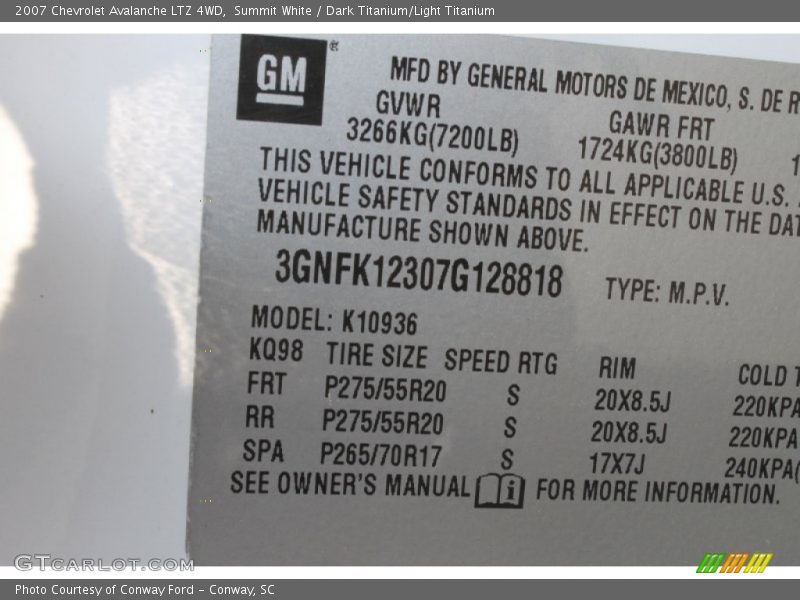 2007 Chevrolet Avalanche LTZ 4WD, Summit White / Dark Titanium/Light Titanium
GM
MFD BY GENERAL MOTORS DE MEXICO, S. DE R
GVWR GAWR FRT
3266KG(7200LB) 1724KG(3800LB) 1
THIS VEHICLE CONFORMS TO ALL APPLICABLE U.S.
VEHICLE SAFETY STANDARDS IN EFFECT ON THE DAT
MANUFACTURE SHOWN ABOVE.
3GNFK12307G128818 TYPE: M.P.V.
MODEL: K10936
KQ98 TIRE SIZE SPEED RTG RIM COLD T
FRT P275/55R20 S 20X8.5J 220KPA
RR P275/55R20 S 20X8.5J 220KPA
SPA P265/70R17 S 17X7J 240KPA(
SEE OWNER'S MANUAL i FOR MORE INFORMATION.
GTCARLOT.COM
Photo Courtesy of Conway Ford - Conway, SC